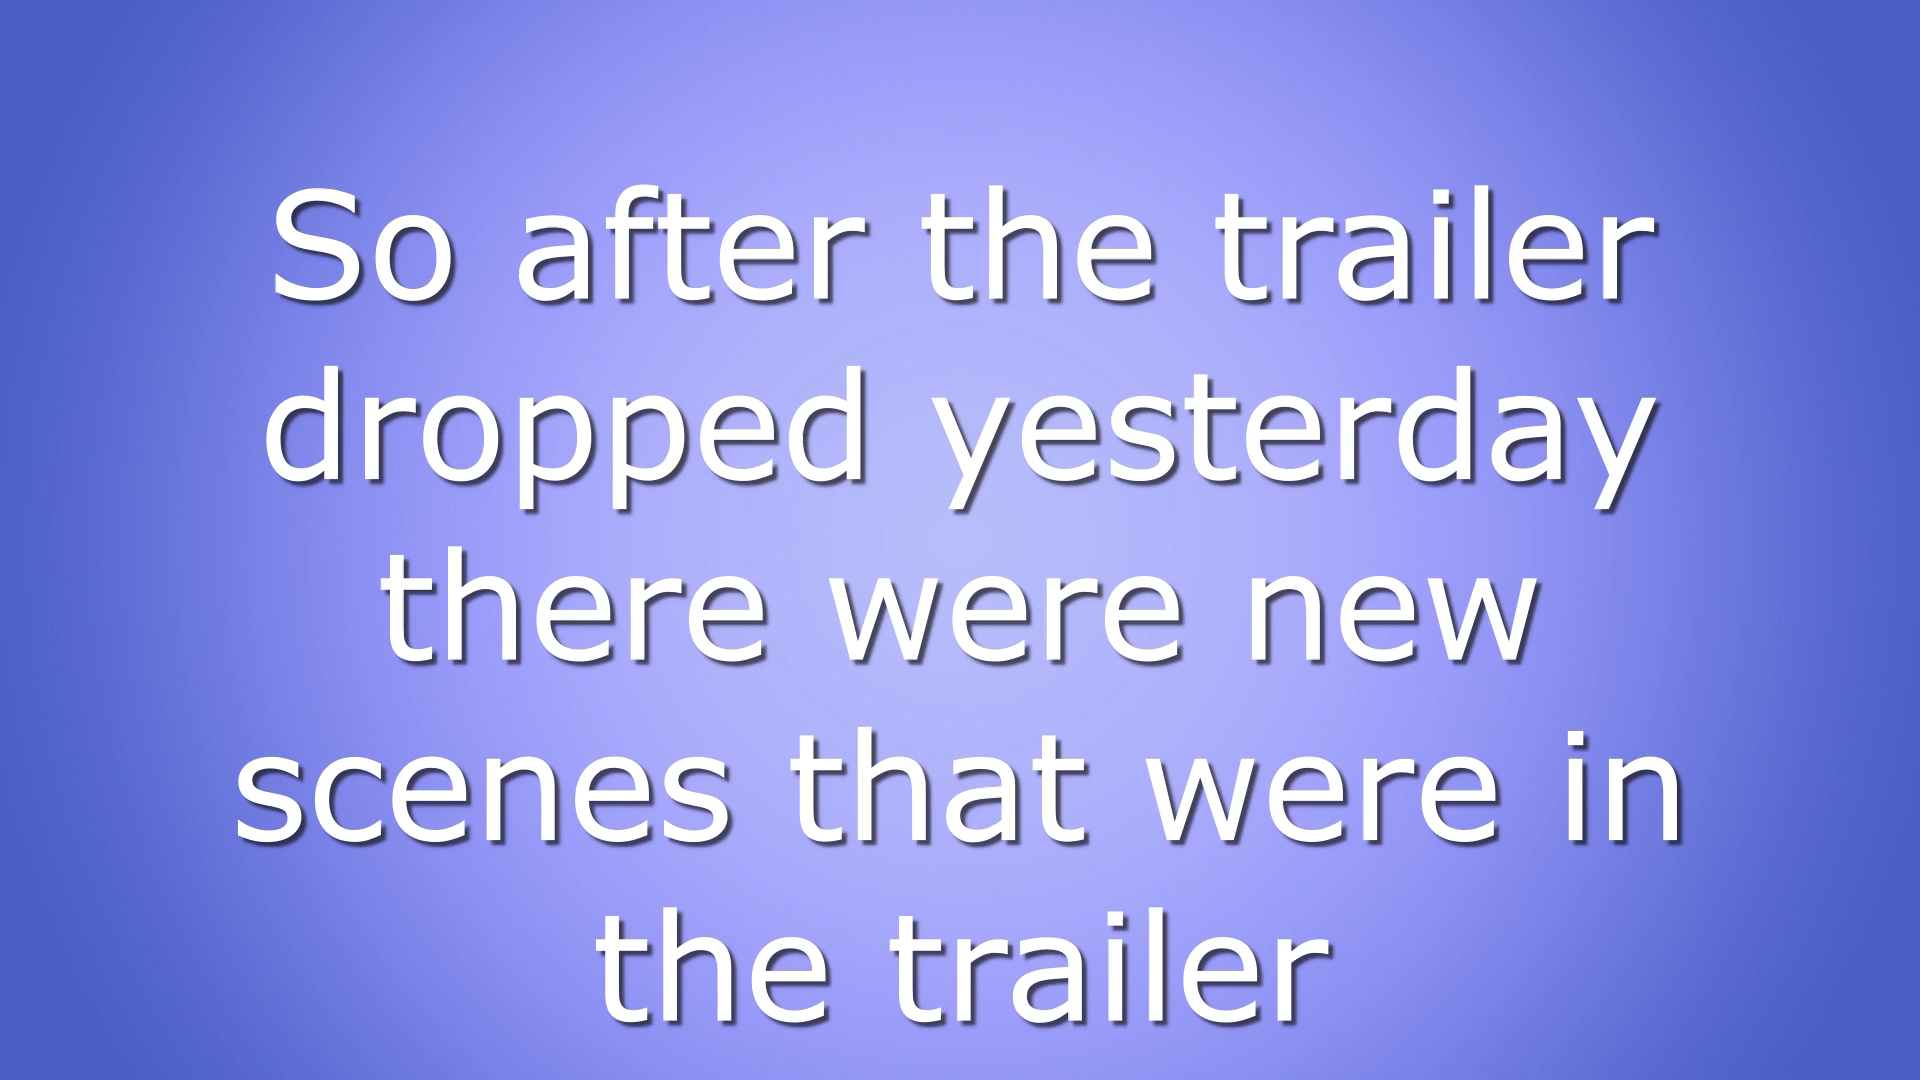 So after the trailer
dropped yesterday
there were new
scenes that were in
the trailer